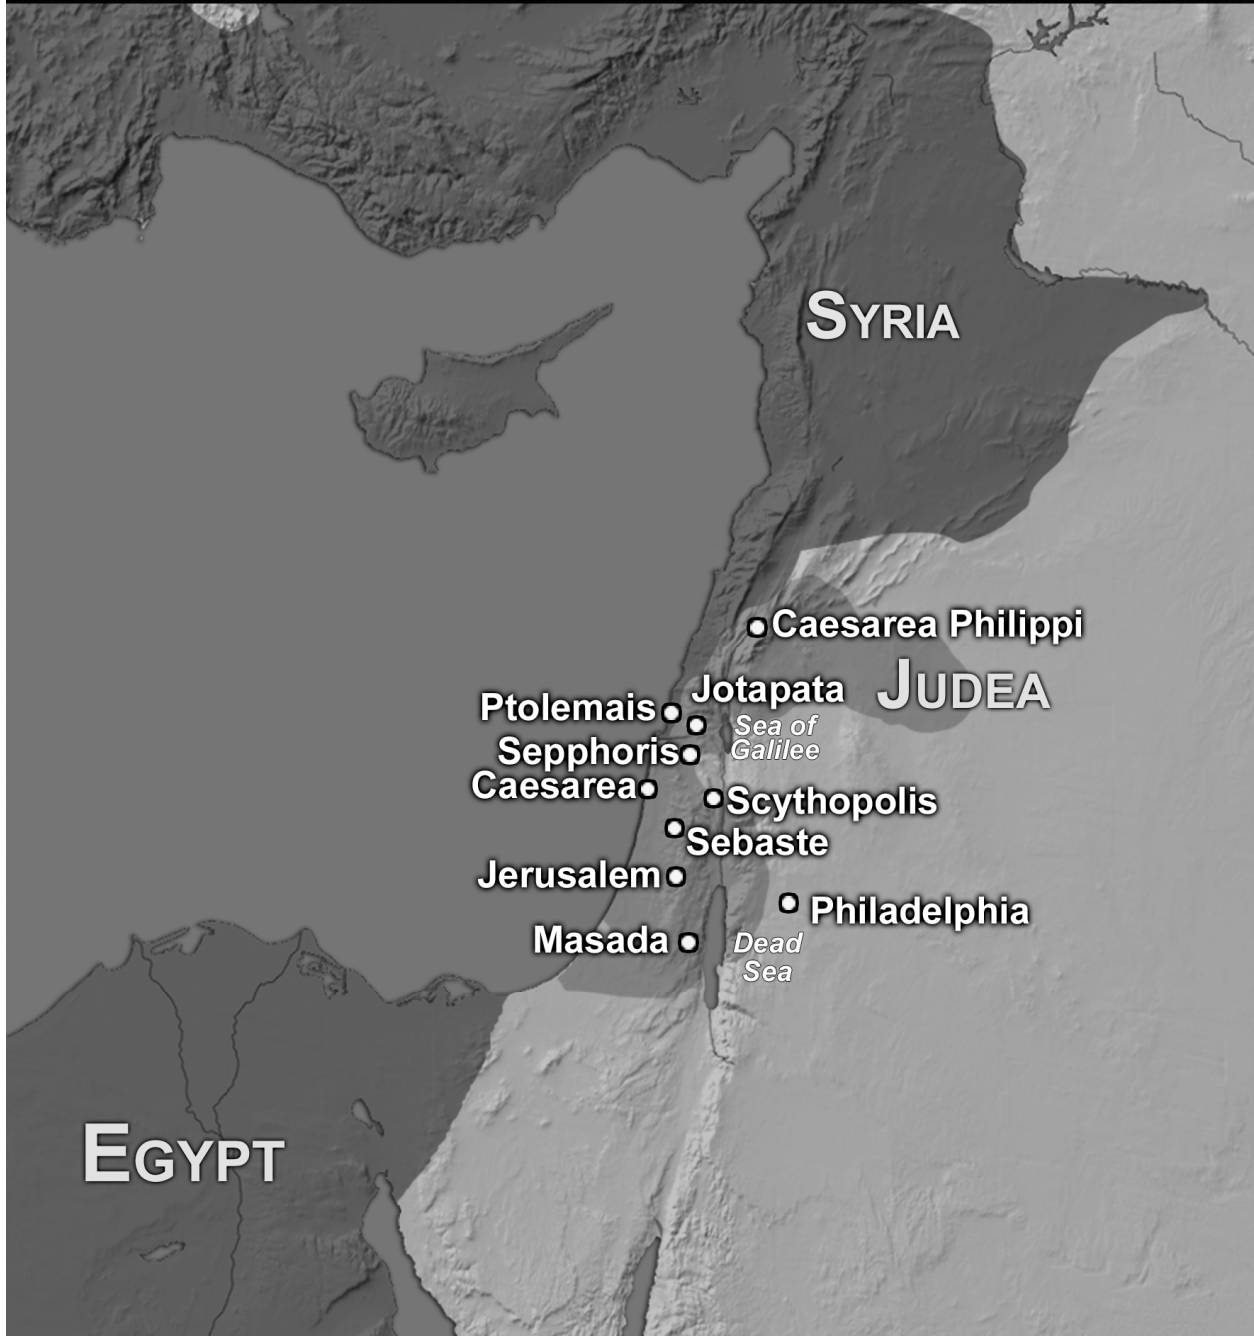 SYRIA
Caesarea Philippi
JUDEA
Jotapata
Ptolemais
Sea of
Galilee
Sepphoris
Caesarea
Scythopolis
Sebaste
Jerusalem
Philadelphia
Masada
Dead
Sea
EGYPT